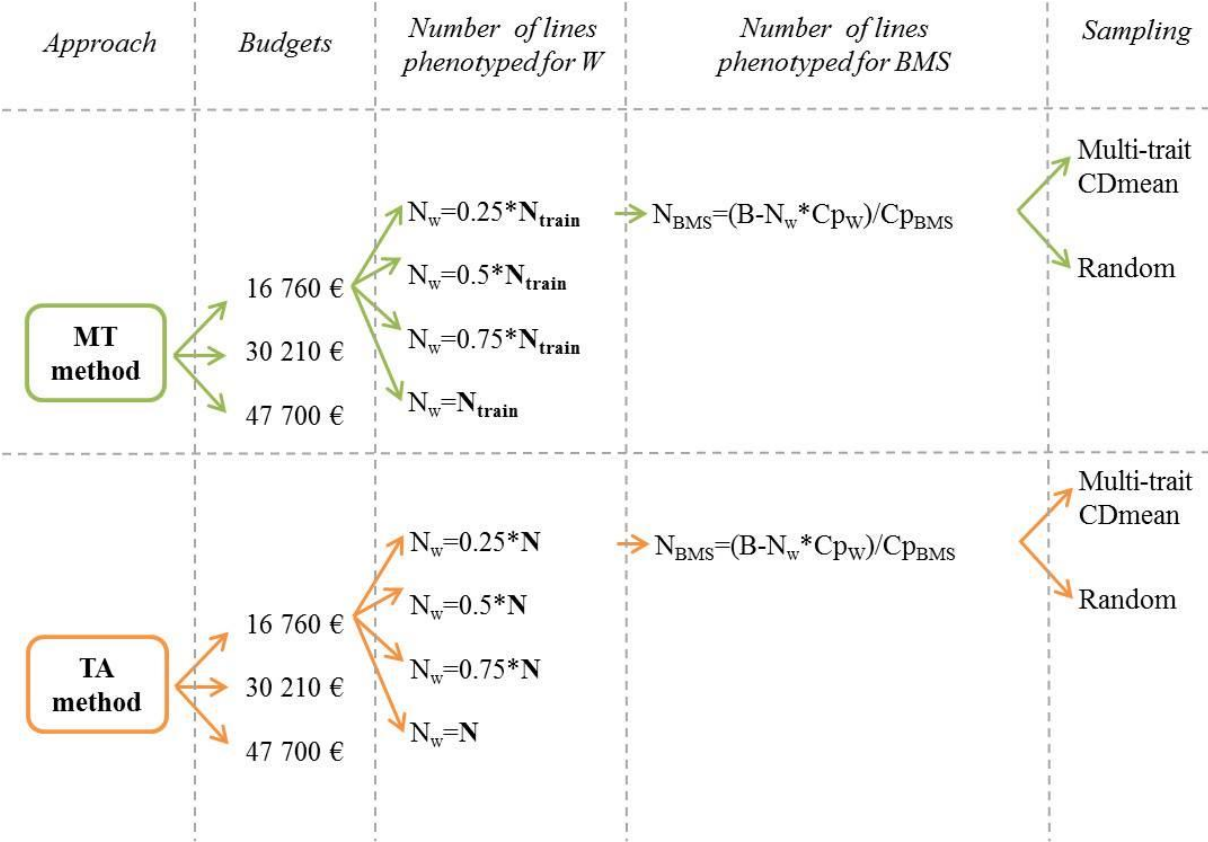 Approach
Budgets
Number of lines
phenotyped for W
Number of lines
phenotyped for BMS
Sampling
MT
method
16 760 €
30 210 €
47 700 €
Nw=0.25*Ntrain
Nw=0.5*Ntrain
Nw=0.75*Ntrain
Nw=Ntrain
NBMS=(B-Nw*CpW)/CpBMS
Multi-trait
CDmean
Random
TA
method
16 760 €
30 210 €
47 700 €
Nw=0.25*N
Nw=0.5*N
Nw=0.75*N
Nw=N
NBMS=(B-Nw*CpW)/CpBMS
Multi-trait
CDmean
Random